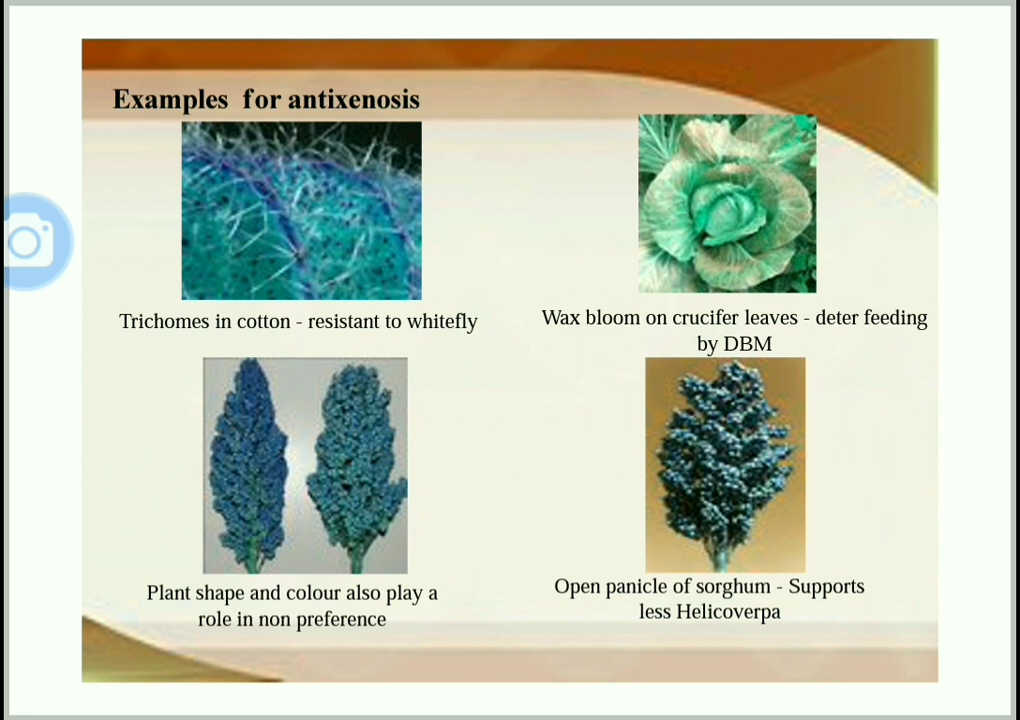 Examples for antixenosis
Trichomes in cotton - resistant to whitefly
Wax bloom on crucifer leaves - deter feeding
by DBM
Plant shape and colour also play a
role in non preference
Open panicle of sorghum - Supports
less Helicoverpa